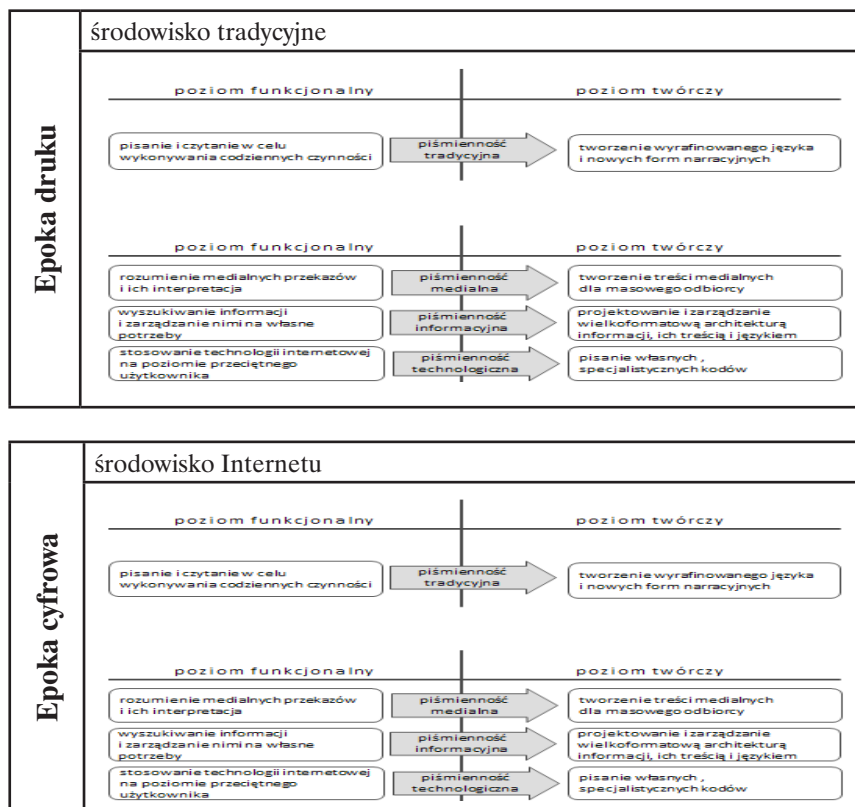 Epoka druku
środowisko tradycyjne
poziom funkcjonalny
poziom twórczy
pisanie i czytanie w celu
wykonywania codziennych czynności
piśmienność
tradycyjna
tworzenie wyrafinowanego języka
i nowych form narracyjnych
poziom funkcjonalny
poziom twórczy
rozumienie medialnych przekazów
i ich interpretacja
piśmienność
medialna
tworzenie treści medialnych
dla masowego odbiorcy
wyszukiwanie informacji
i zarządzanie nimi na własne
potrzeby
piśmienność
informacyjna
projektowanie i zarządzanie
wielkoformatową architekturą
informacji, ich treścią i językiem
stosowanie technologii internetowej
na poziomie przeciętnego
użytkownika
piśmienność
technologiczna
pisanie własnych ,
specjalistycznych kodów
Epoka cyfrowa
środowisko Internetu
poziom funkcjonalny
poziom twórczy
pisanie i czytanie w celu
wykonywania codziennych czynności
piśmienność
tradycyjna
tworzenie wyrafinowanego języka
i nowych form narracyjnych
poziom funkcjonalny
poziom twórczy
rozumienie medialnych przekazów
i ich interpretacja
piśmienność
medialna
tworzenie treści medialnych
dla masowego odbiorcy
wyszukiwanie informacji
i zarządzanie nimi na własne
potrzeby
piśmienność
informacyjna
projektowanie i zarządzanie
wielkoformatową architekturą
informacji, ich treścią i językiem
stosowanie technologii internetowej
na poziomie przeciętnego
użytkownika
piśmienność
technologiczna
pisanie własnych ,
specjalistycznych kodów